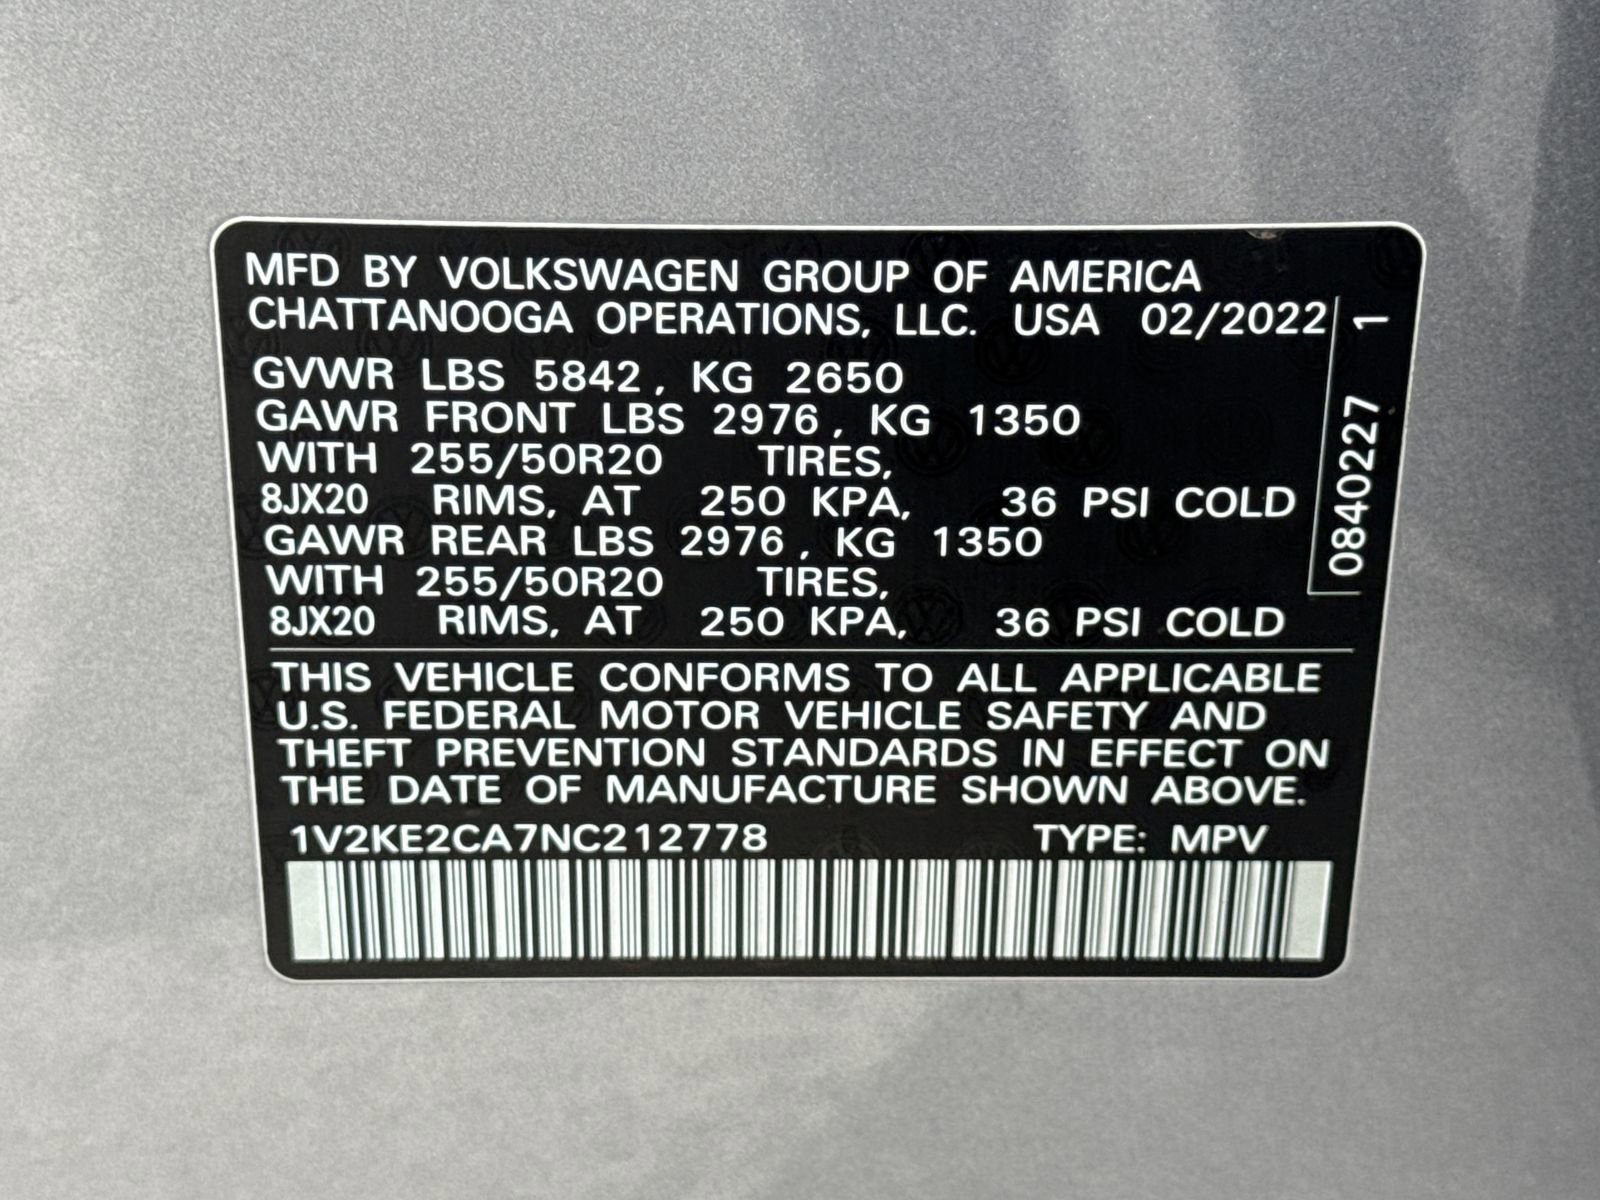 MFD BY VOLKSWAGEN GROUP OF AMERICA
CHATTANOOGA OPERATIONS, LLC. USA 02/2022
GVWR LBS 5842, KG 2650
GAWR FRONT LBS 2976, KG 1350
WITH 255/50R20 TIRES,
8JX20 RIMS, AT 250 KPA, 36 PSI COLD
GAWR REAR LBS 2976, KG 1350
WITH 255/50R20 TIRES,
8JX20 RIMS, AT 250 KPA, 36 PSI COLD
0840227 1
THIS VEHICLE CONFORMS TO ALL APPLICABLE
U.S. FEDERAL MOTOR VEHICLE SAFETY AND
THEFT PREVENTION STANDARDS IN EFFECT ON
THE DATE OF MANUFACTURE SHOWN ABOVE.
1V2KE2CA7NC212778 TYPE: MPV